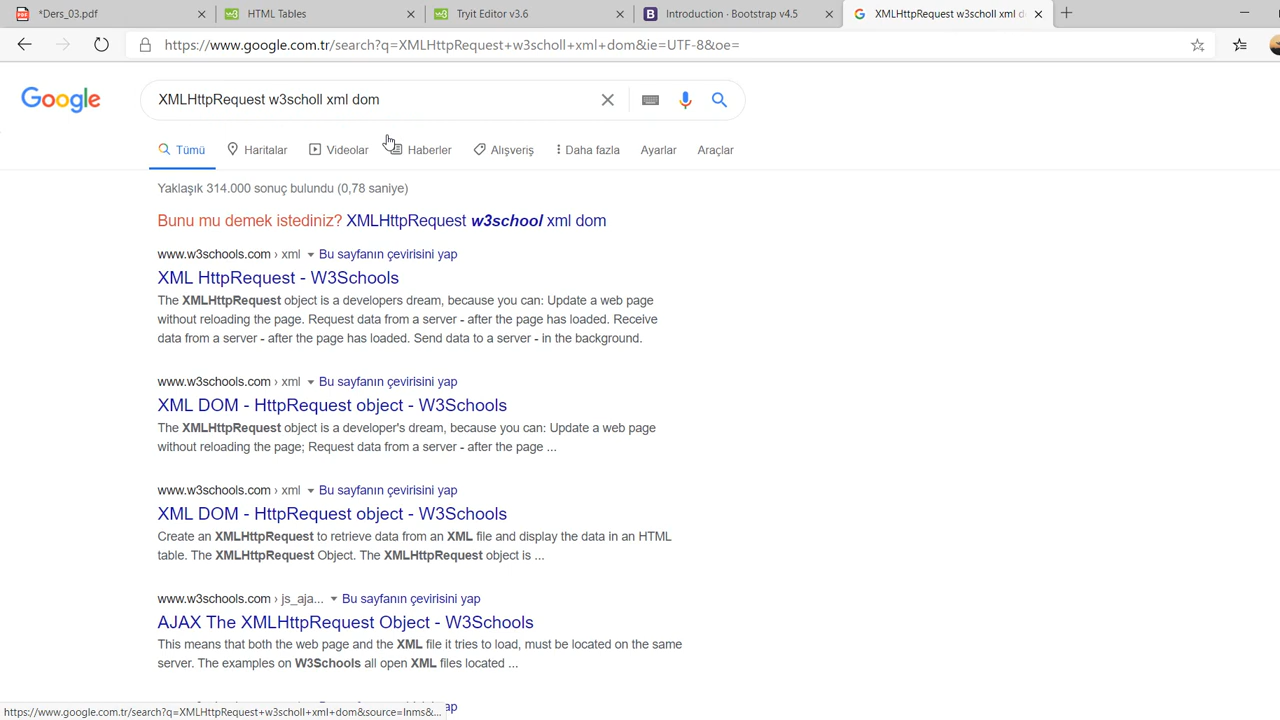 *Ders_03.pdf
HTML Tables
Tryit Editor v3.6
Introduction · Bootstrap v4.5
XMLHttpRequest w3scholl xml d
https://www.google.com.tr/search?q=XMLHttpRequest+w3scholl+xml+dom&ie=UTF-8&oe=
Google
XMLHttpRequest w3scholl xml dom
Tümü
Haritalar
Videolar
Haberler
Alışveriş
Daha fazla
Ayarlar
Araçlar
Yaklaşık 314.000 sonuç bulundu (0,78 saniye)
Bunu mu demek istediniz? XMLHttpRequest w3school xml dom
www.w3schools.com › xml ▾ Bu sayfanın çevirisini yap
XML HttpRequest - W3Schools
The XMLHttpRequest object is a developers dream, because you can: Update a web page
without reloading the page. Request data from a server - after the page has loaded. Receive
data from a server - after the page has loaded. Send data to a server - in the background.
www.w3schools.com › xml ▾ Bu sayfanın çevirisini yap
XML DOM - HttpRequest object - W3Schools
The XMLHttpRequest object is a developer's dream, because you can: Update a web page
without reloading the page; Request data from a server - after the page ...
www.w3schools.com › xml ▾ Bu sayfanın çevirisini yap
XML DOM - HttpRequest object - W3Schools
Create an XMLHttpRequest to retrieve data from an XML file and display the data in an HTML
table. The XMLHttpRequest Object. The XMLHttpRequest object is ...
www.w3schools.com › js_aja... ▾ Bu sayfanın çevirisini yap
AJAX The XMLHttpRequest Object - W3Schools
This means that both the web page and the XML file it tries to load, must be located on the same
server. The examples on W3Schools all open XML files located ...
https://www.google.com.tr/search?q=XMLHttpRequest+w3scholl+xml+dom&source=lnms&...